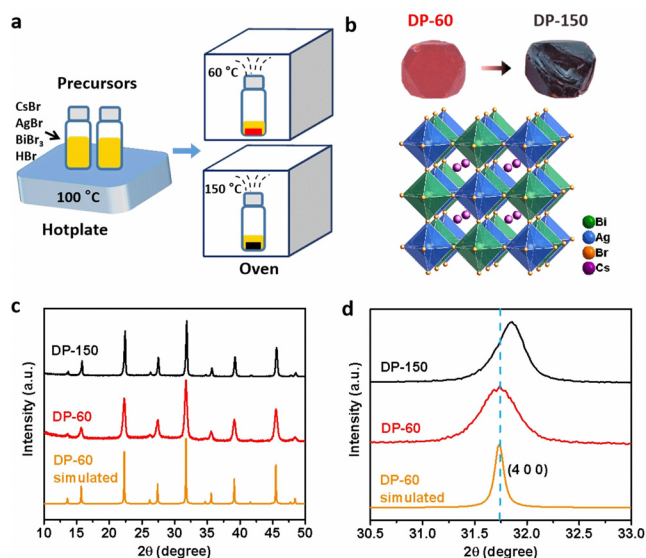 a
Precursors
CsBr
AgBr
BiBr₃
HBr
100 °C
Hotplate
60 °C
150 °C
Oven
b
DP-60
DP-150
Bi
Ag
Br
Cs
c
Intensity (a.u.)
DP-150
DP-60
DP-60
simulated
10 15 20 25 30 35 40 45 50
2θ (degree)
d
Intensity (a.u.)
DP-150
DP-60
DP-60
simulated
(4 0 0)
30.5 31.0 31.5 32.0 32.5 33.0
2θ (degree)